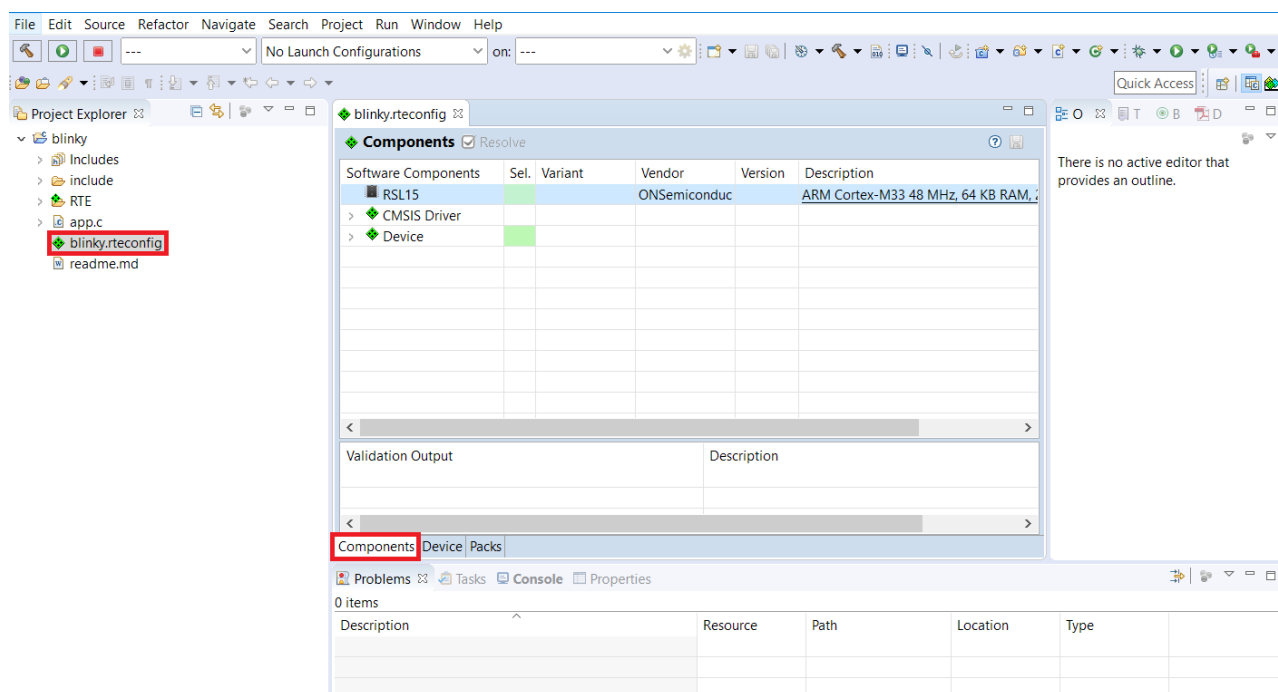 File Edit Source Refactor Navigate Search Project Run Window Help
--- No Launch Configurations on: ---
Quick Access
Project Explorer
blinky
Includes
include
RTE
app.c
blinky.rteconfig
readme.md
blinky.rteconfig
Components Resolve
Software Components Sel. Variant Vendor Version Description
RSL15 ONSemiconduc ARM Cortex-M33 48 MHz, 64 KB RAM,
CMSIS Driver
Device
Validation Output Description
Components Device Packs
O T B D
There is no active editor that
provides an outline.
Problems Tasks Console Properties
0 items
Description Resource Path Location Type